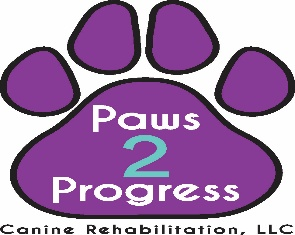 Paws
2
Progress
Canine Rehabilitation, LLC